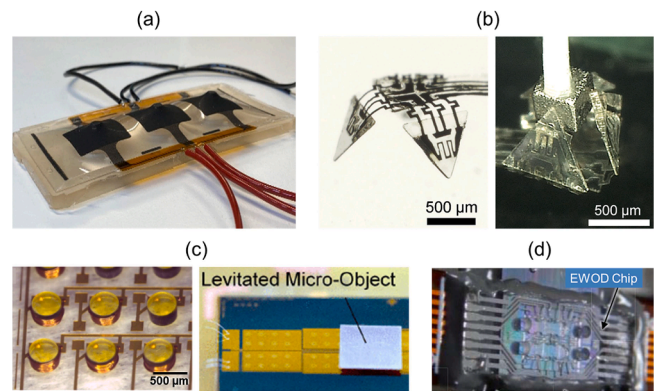 (a)
(b)
500 µm
500 µm
(c)
(d)
Levitated Micro-Object
500 µm
EWOD Chip